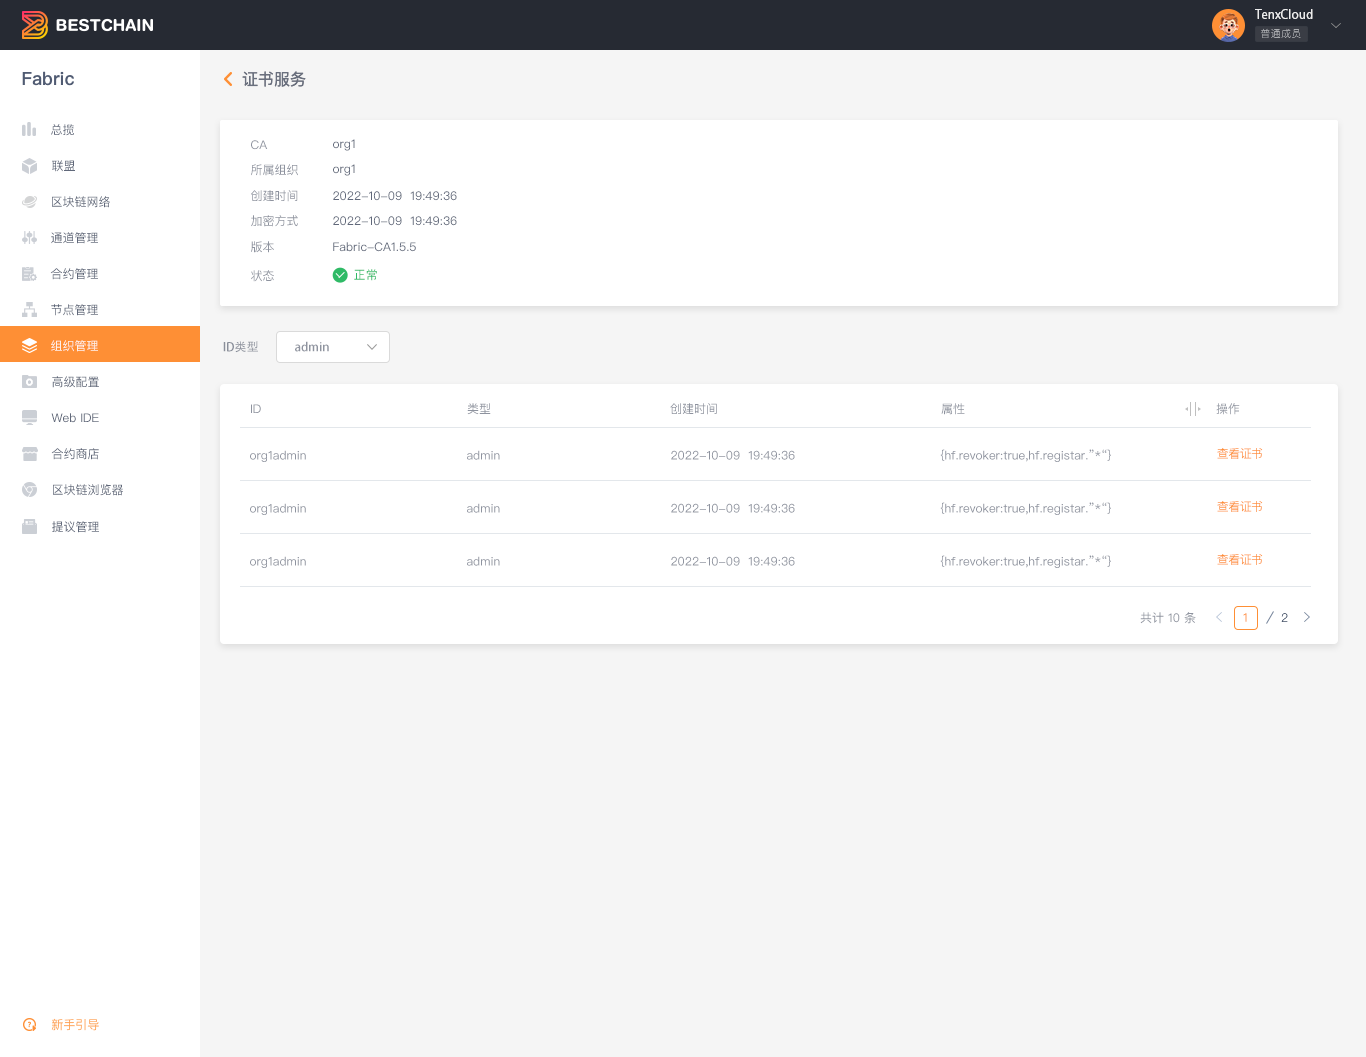 BESTCHAIN
TenxCloud
普通成员
Fabric
总揽
联盟
区块链网络
通道管理
合约管理
节点管理
组织管理
高级配置
Web IDE
合约商店
区块链浏览器
提议管理
新手引导
证书服务
CA org1
所属组织 org1
创建时间 2022-10-09 19:49:36
加密方式 2022-10-09 19:49:36
版本 Fabric-CA1.5.5
状态 正常
ID类型 admin
ID 类型 创建时间 属性 操作
org1admin admin 2022-10-09 19:49:36 {hf.revoker:true,hf.registar.”*“} 查看证书
org1admin admin 2022-10-09 19:49:36 {hf.revoker:true,hf.registar.”*“} 查看证书
org1admin admin 2022-10-09 19:49:36 {hf.revoker:true,hf.registar.”*“} 查看证书
共计 10 条 1 / 2